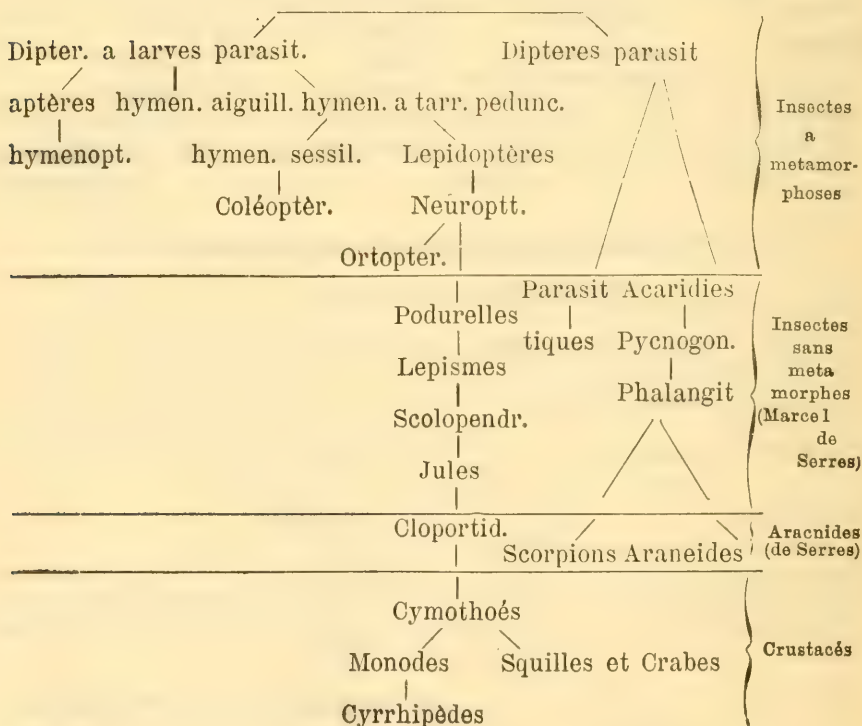 Dipter. a larves parasit. Dipteres parasit
aptères hymen. aiguill. hymen. a tarr. pedunc.
hymenopt. hymen. sessil. Lepidoptères
Coléoptèr. Neuroptt.
Ortopter.
Insectes
a
metamor-
phoses
Parasit Acaridies
Podurelles
tiques Pycnogon.
Lepismes
Phalangit
Scolopendr.
Jules
Insectes
sans
meta
morphes
(Marcel
de
Serres)
Cloportid.
Scorpions Araneides
Aracnides
(de Serres)
Cymothoés
Monodes Squilles et Crabes
Cyrrhipèdes
Crustacés